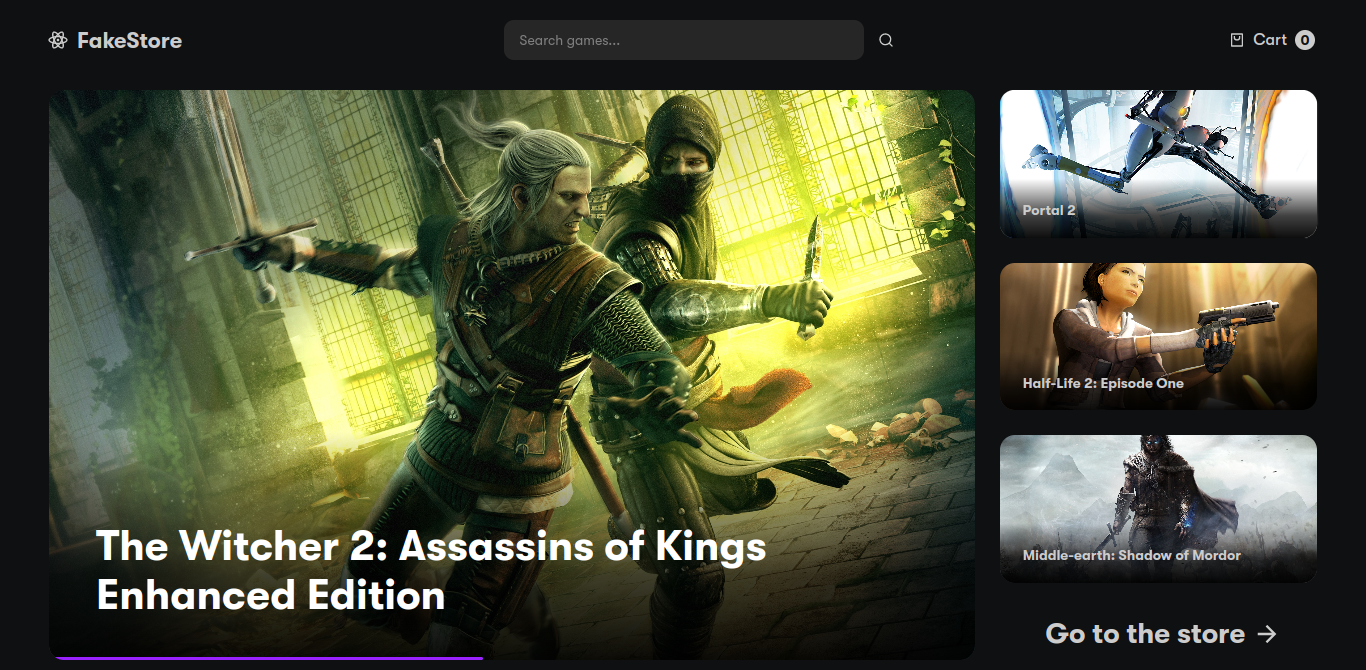 FakeStore
Search games...
Cart 0
The Witcher 2: Assassins of Kings
Enhanced Edition
Portal 2
Half-Life 2: Episode One
Middle-earth: Shadow of Mordor
Go to the store